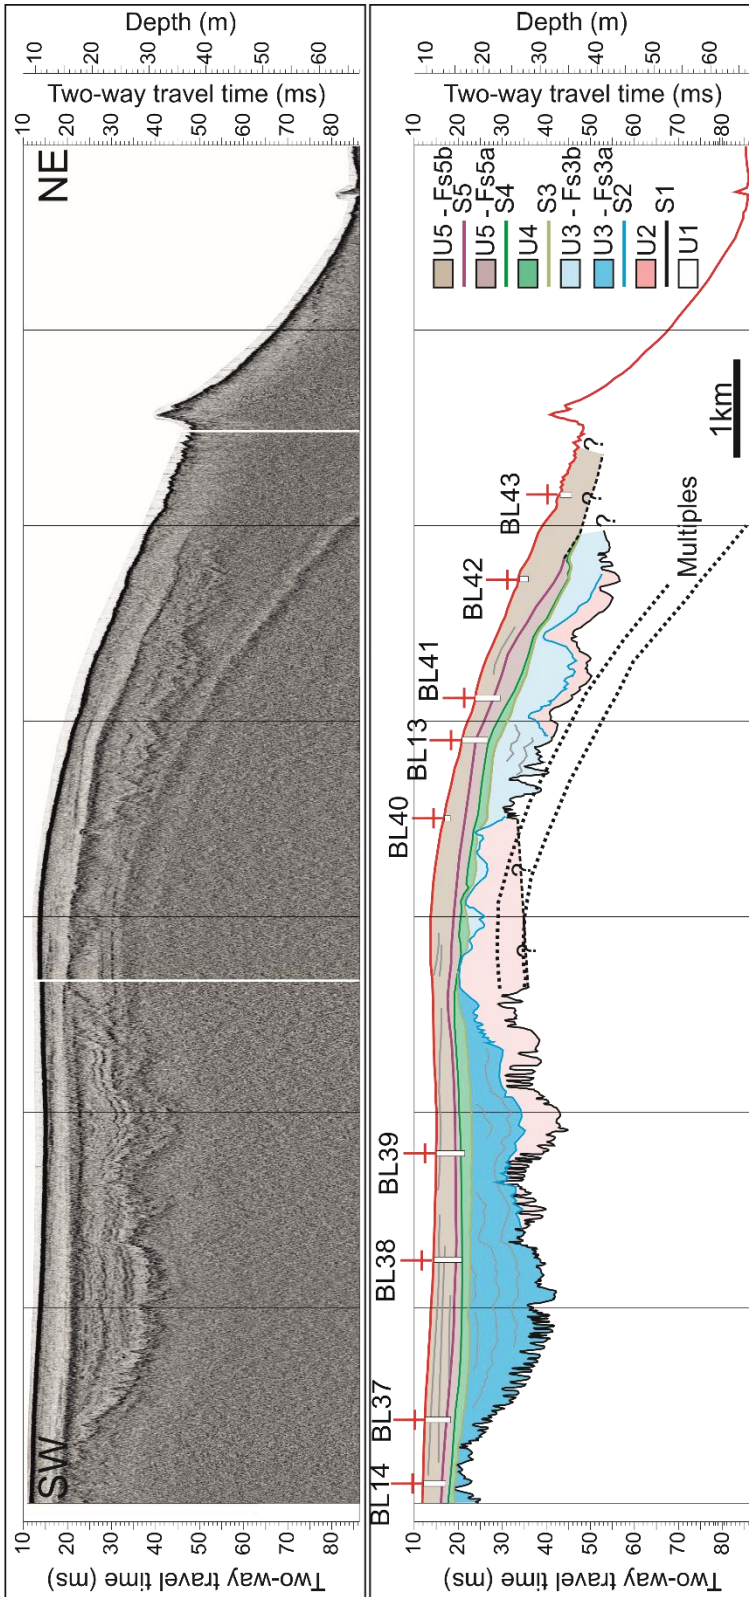 Two-way travel time (ms)
10
20
30
40
50
60
70
80
SW
NE
10
20
30
40
50
60
70
80
Two-way travel time (ms)
10
20
30
40
50
60
Depth (m)
Two-way travel time (ms)
10
20
30
40
50
60
70
80
BL14
BL37
BL38
BL39
BL40
BL13
BL41
BL42
BL43
?
?
?
?
?
Multiples
1km
U5 - Fs5b
S5
U5 - Fs5a
S4
U4
S3
U3 - Fs3b
U3 - Fs3a
S2
U2
S1
U1
10
20
30
40
50
60
70
80
Two-way travel time (ms)
10
20
30
40
50
60
Depth (m)